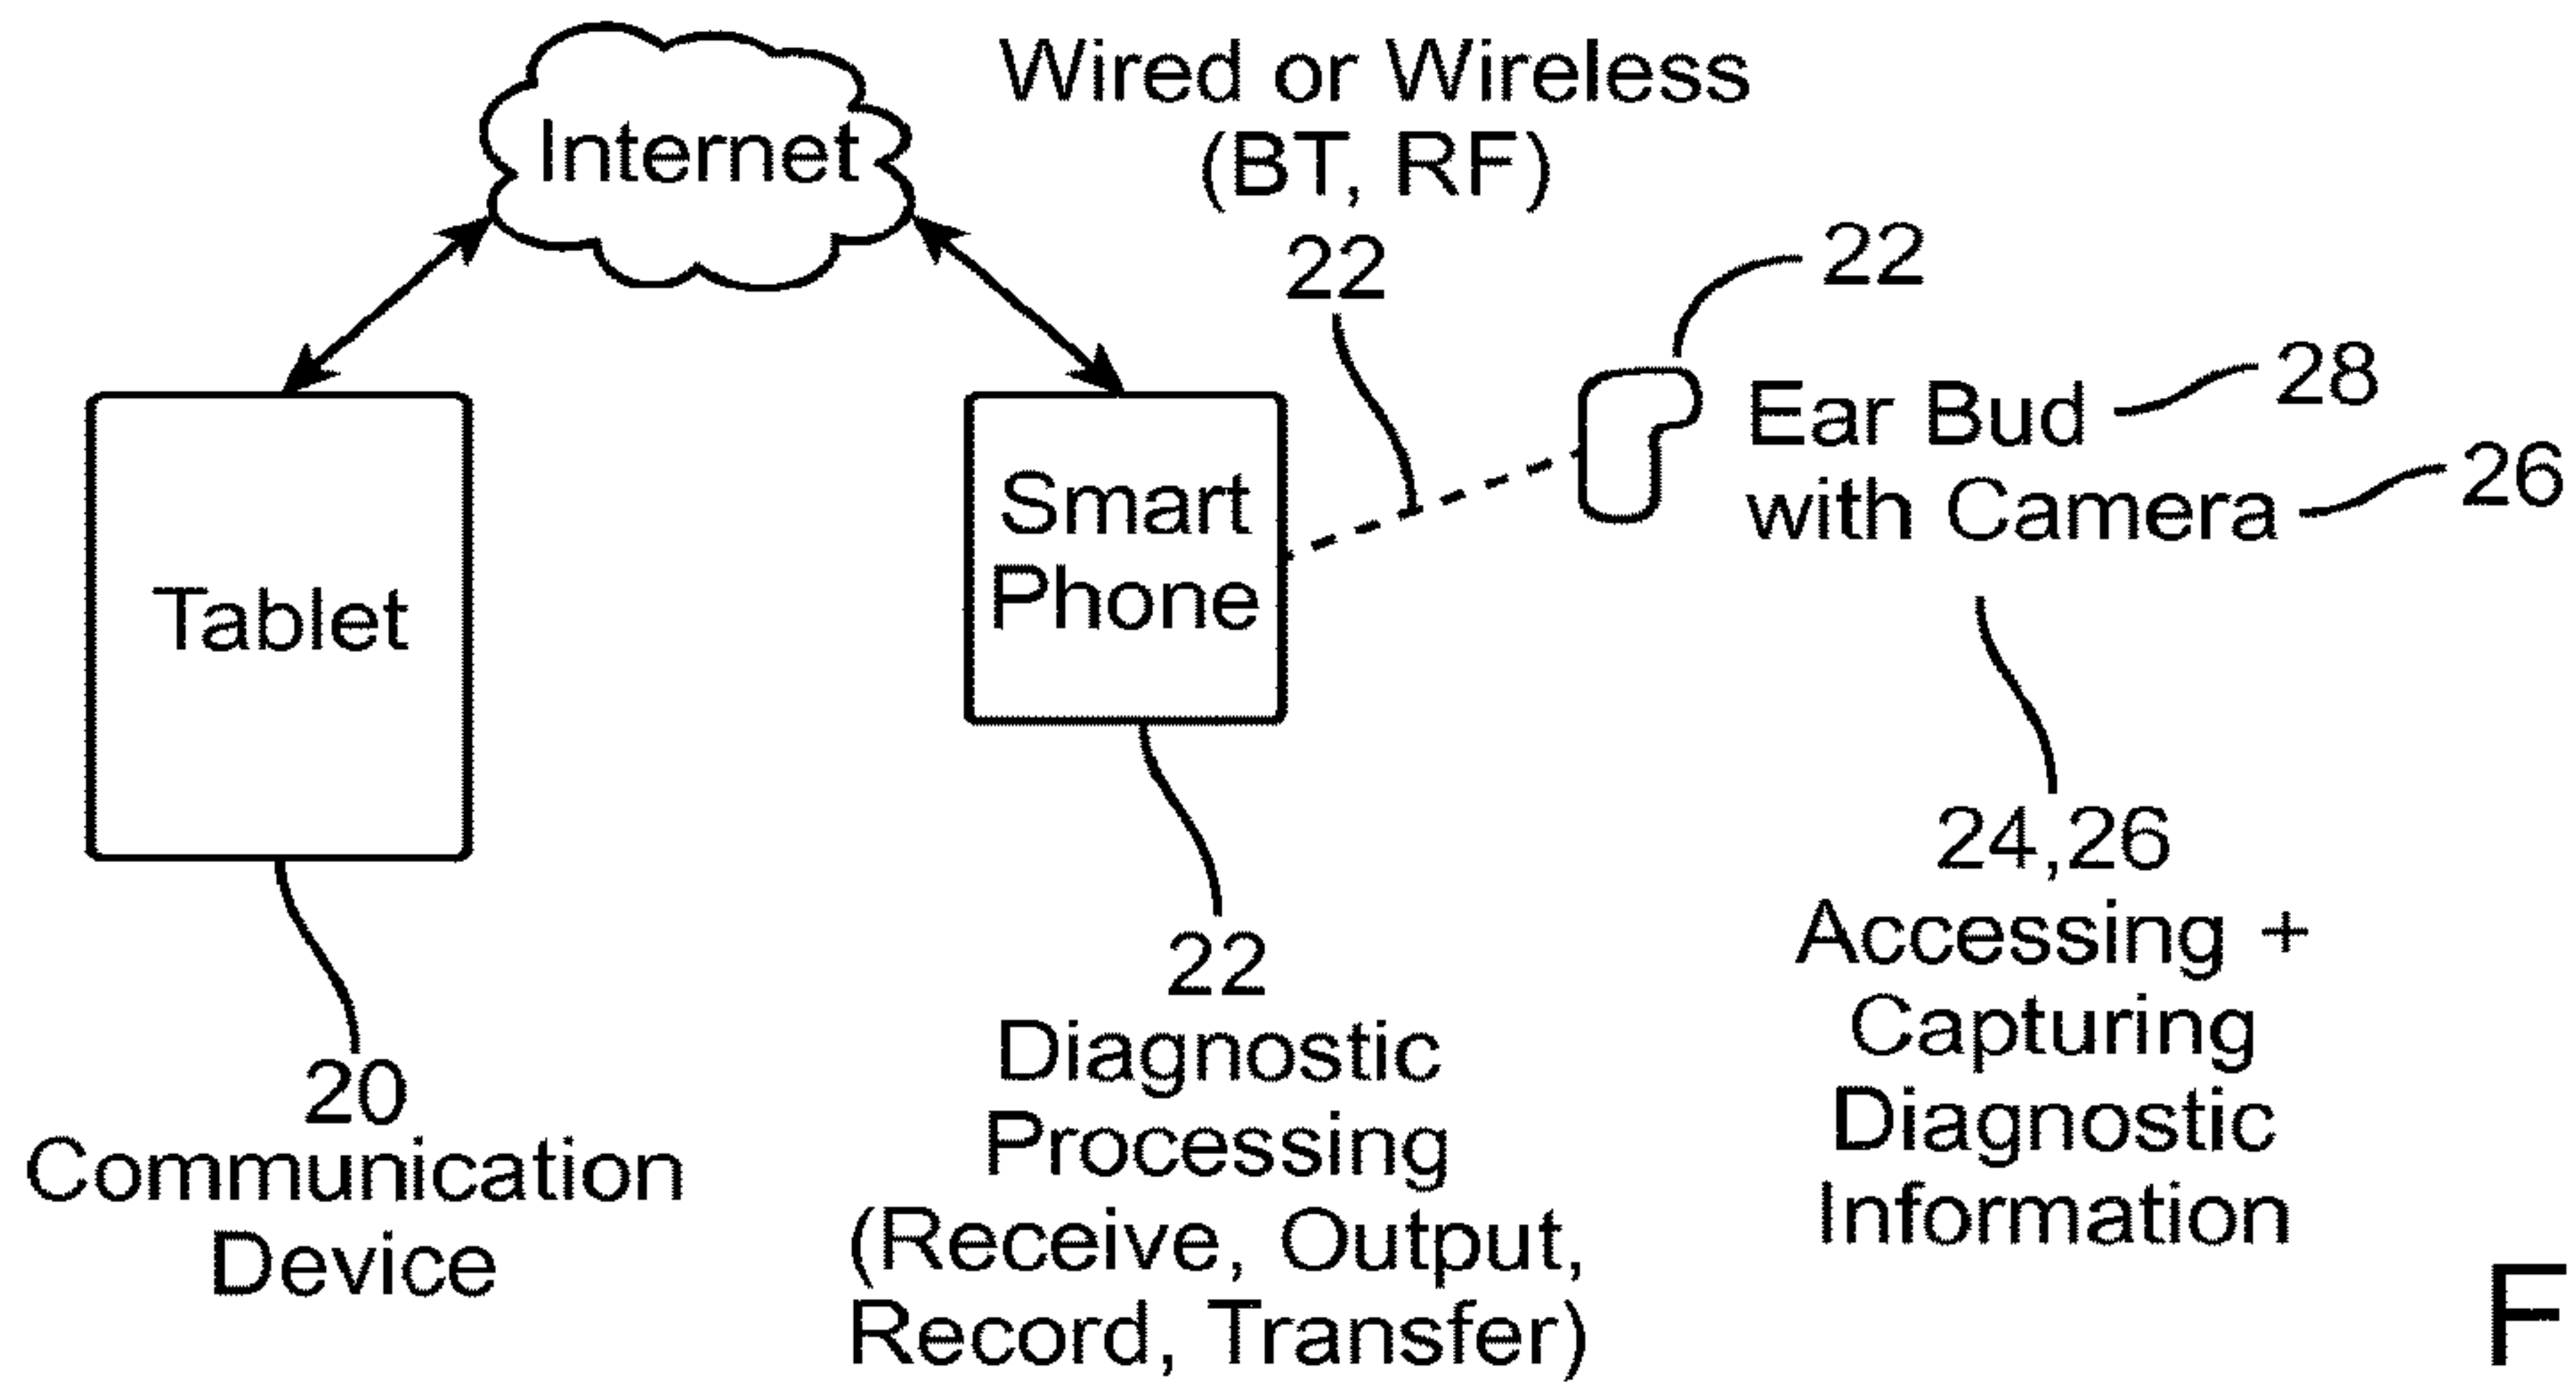 Internet
Wired or Wireless
(BT, RF)
22
22
Ear Bud
28
with Camera
26
Tablet
Smart
Phone
20
Communication
Device
22
Diagnostic
Processing
(Receive, Output,
Record, Transfer)
24,26
Accessing +
Capturing
Diagnostic
Information
F